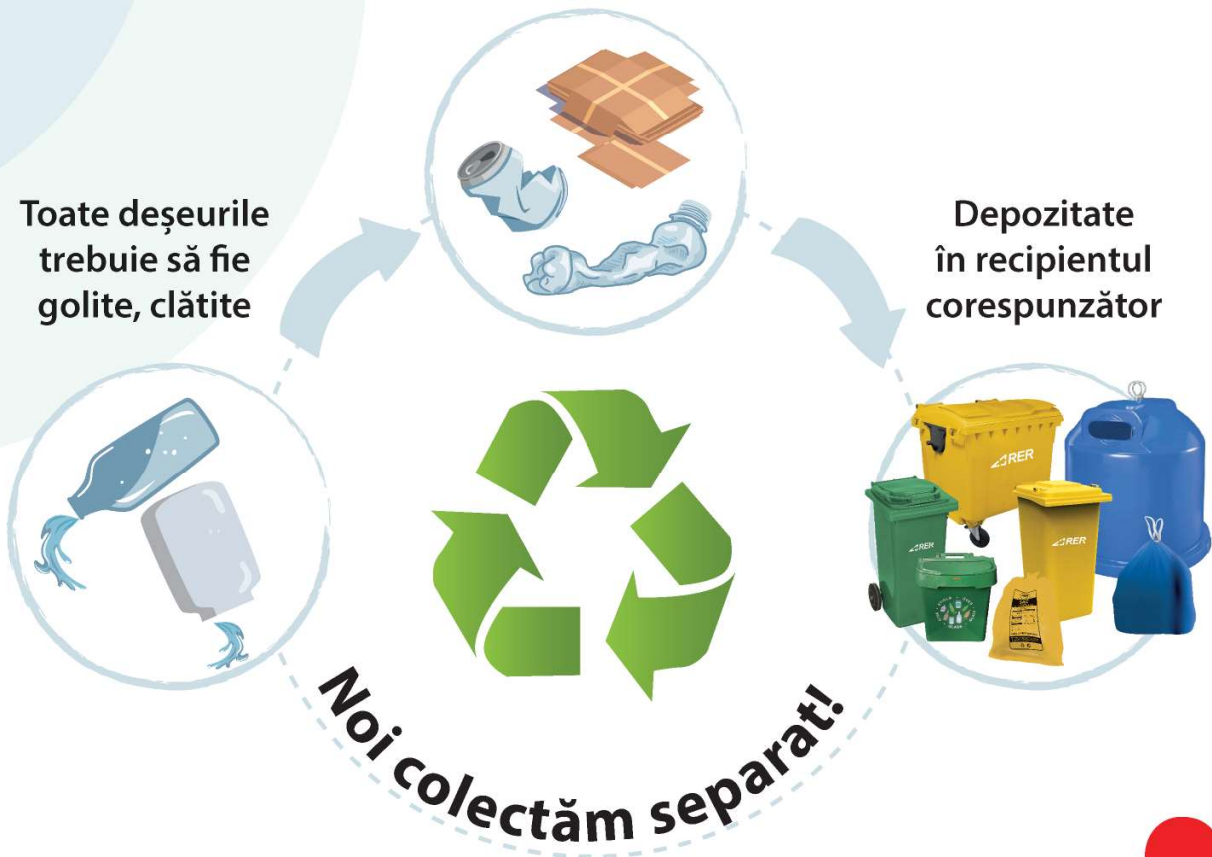 Toate deșeurile
trebuie să fie
golite, clătite
Depozitate
în recipientul
corespunzător
RER
RER
RER
Noi colectăm separat!